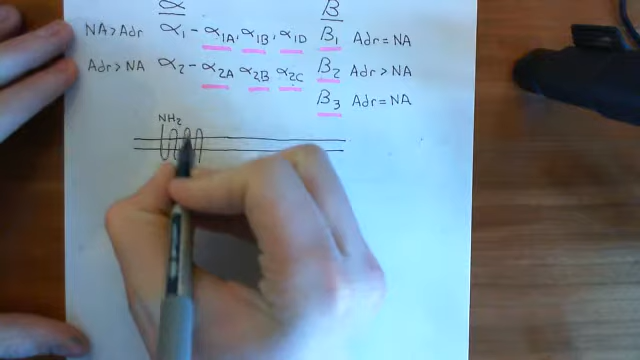 α β
NA>Adr α1 - α1A, α1B, α1D β1 Adr=NA
Adr>NA α2 - α2A α2B α2C β2 Adr>NA
β3 Adr=NA
NH2